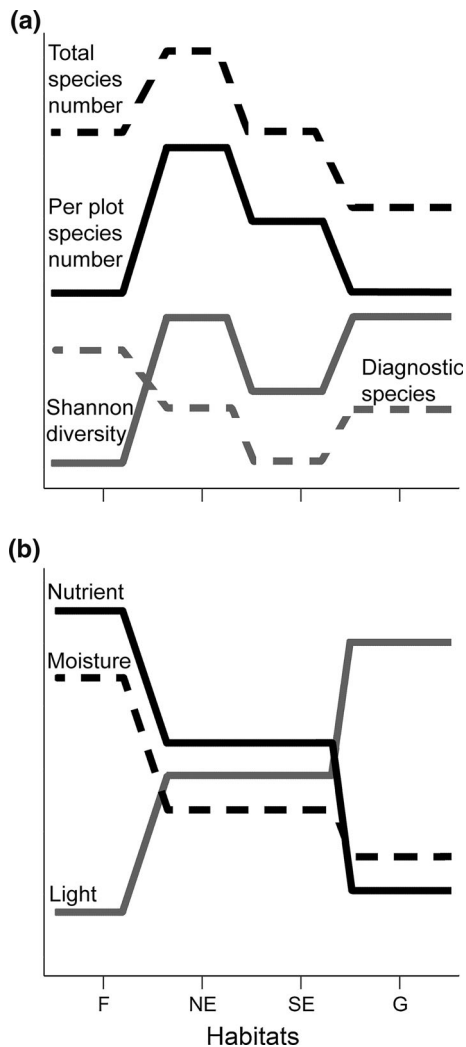 (a)
Total
species
number
Per plot
species
number
Diagnostic
species
Shannon
diversity
(b)
Nutrient
Moisture
Light
F NE SE G
Habitats